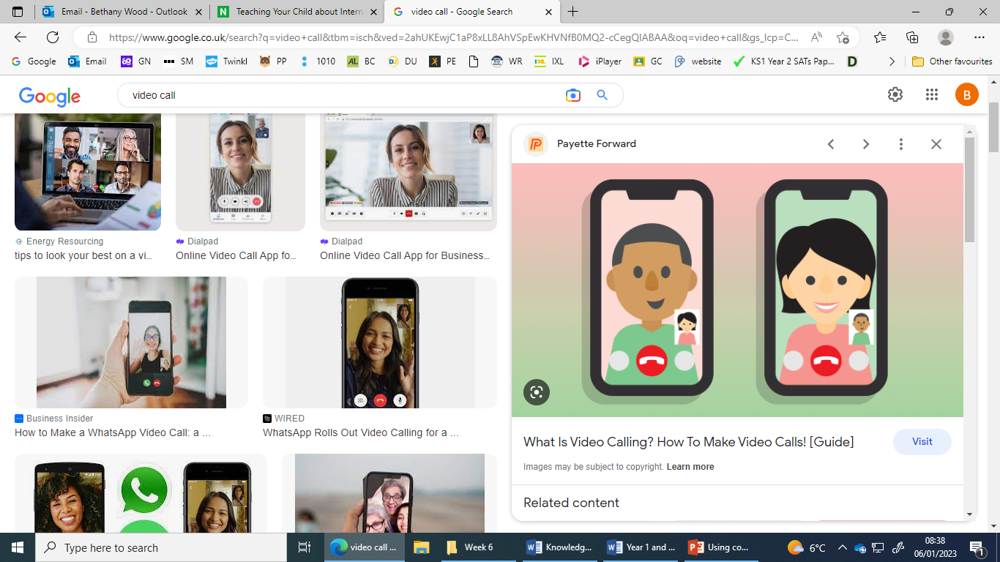 Email - Bethany Wood - Outlook
Teaching Your Child about Intern
video call - Google Search
https://www.google.co.uk/search?q=video+call&tbm=isch&ved=2ahUKEwjC1aP8xLL8AhVSpEwKHVNfB0MQ2-cCegQIABAA&oq=video+call&gs_lcp=C...
Google Email GN SM Twinkl PP 1010 BC DU PE WR IXL iPlayer GC website KS1 Year 2 SATs Pap... D Other favourites
Google
video call
B
Energy Resourcing
tips to look your best on a vi...
Dialpad
Online Video Call App fo...
Dialpad
Online Video Call App for Business...
Business Insider
How to Make a WhatsApp Video Call: a ...
WIRED
WhatsApp Rolls Out Video Calling for a ...
Payette Forward
What Is Video Calling? How To Make Video Calls! [Guide]
Visit
Images may be subject to copyright. Learn more
Related content
Type here to search
video call ...
Week 6
Knowledg...
Year 1 and ...
Using co...
6°C
08:38
06/01/2023
1